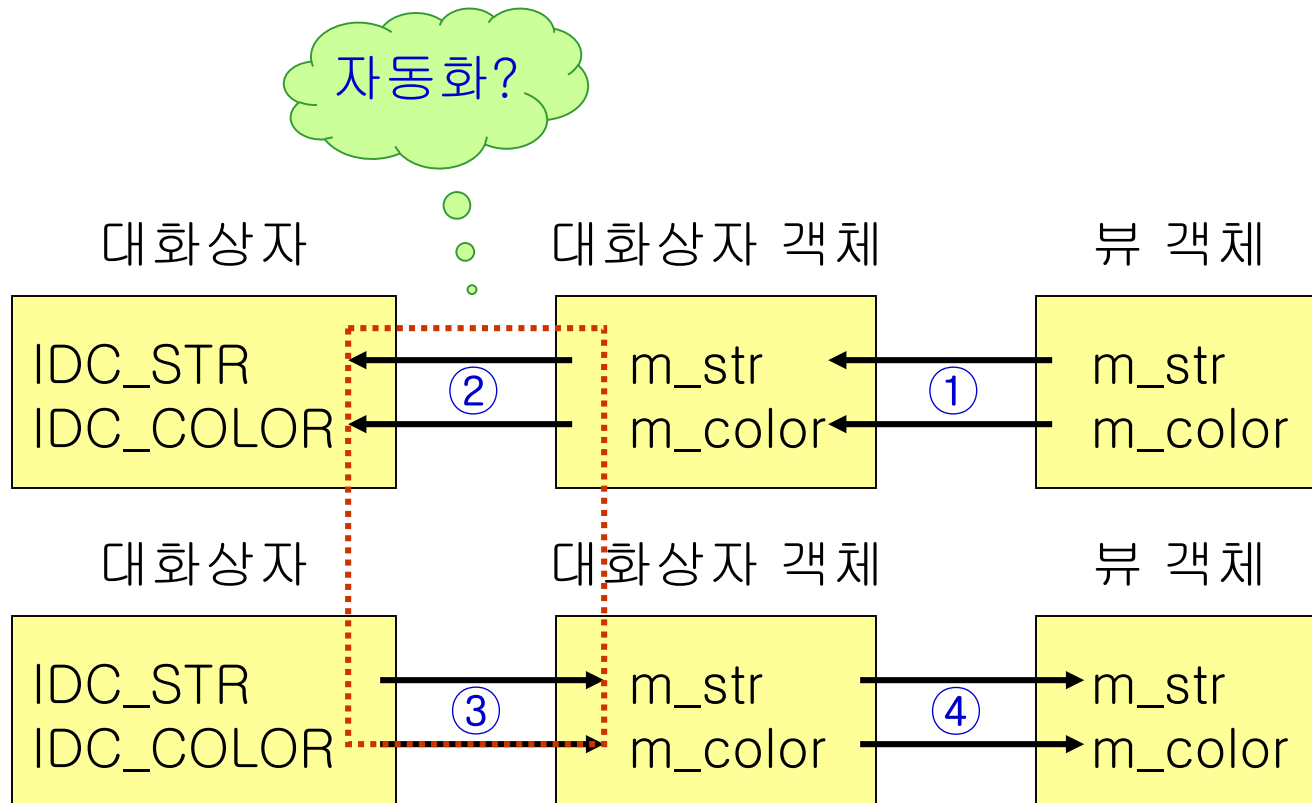 자동화?
대화상자 대화상자 객체 뷰 객체
IDC_STR ② m_str ① m_str
IDC_COLOR m_color m_color
대화상자 대화상자 객체 뷰 객체
IDC_STR ③ m_str ④ m_str
IDC_COLOR m_color m_color